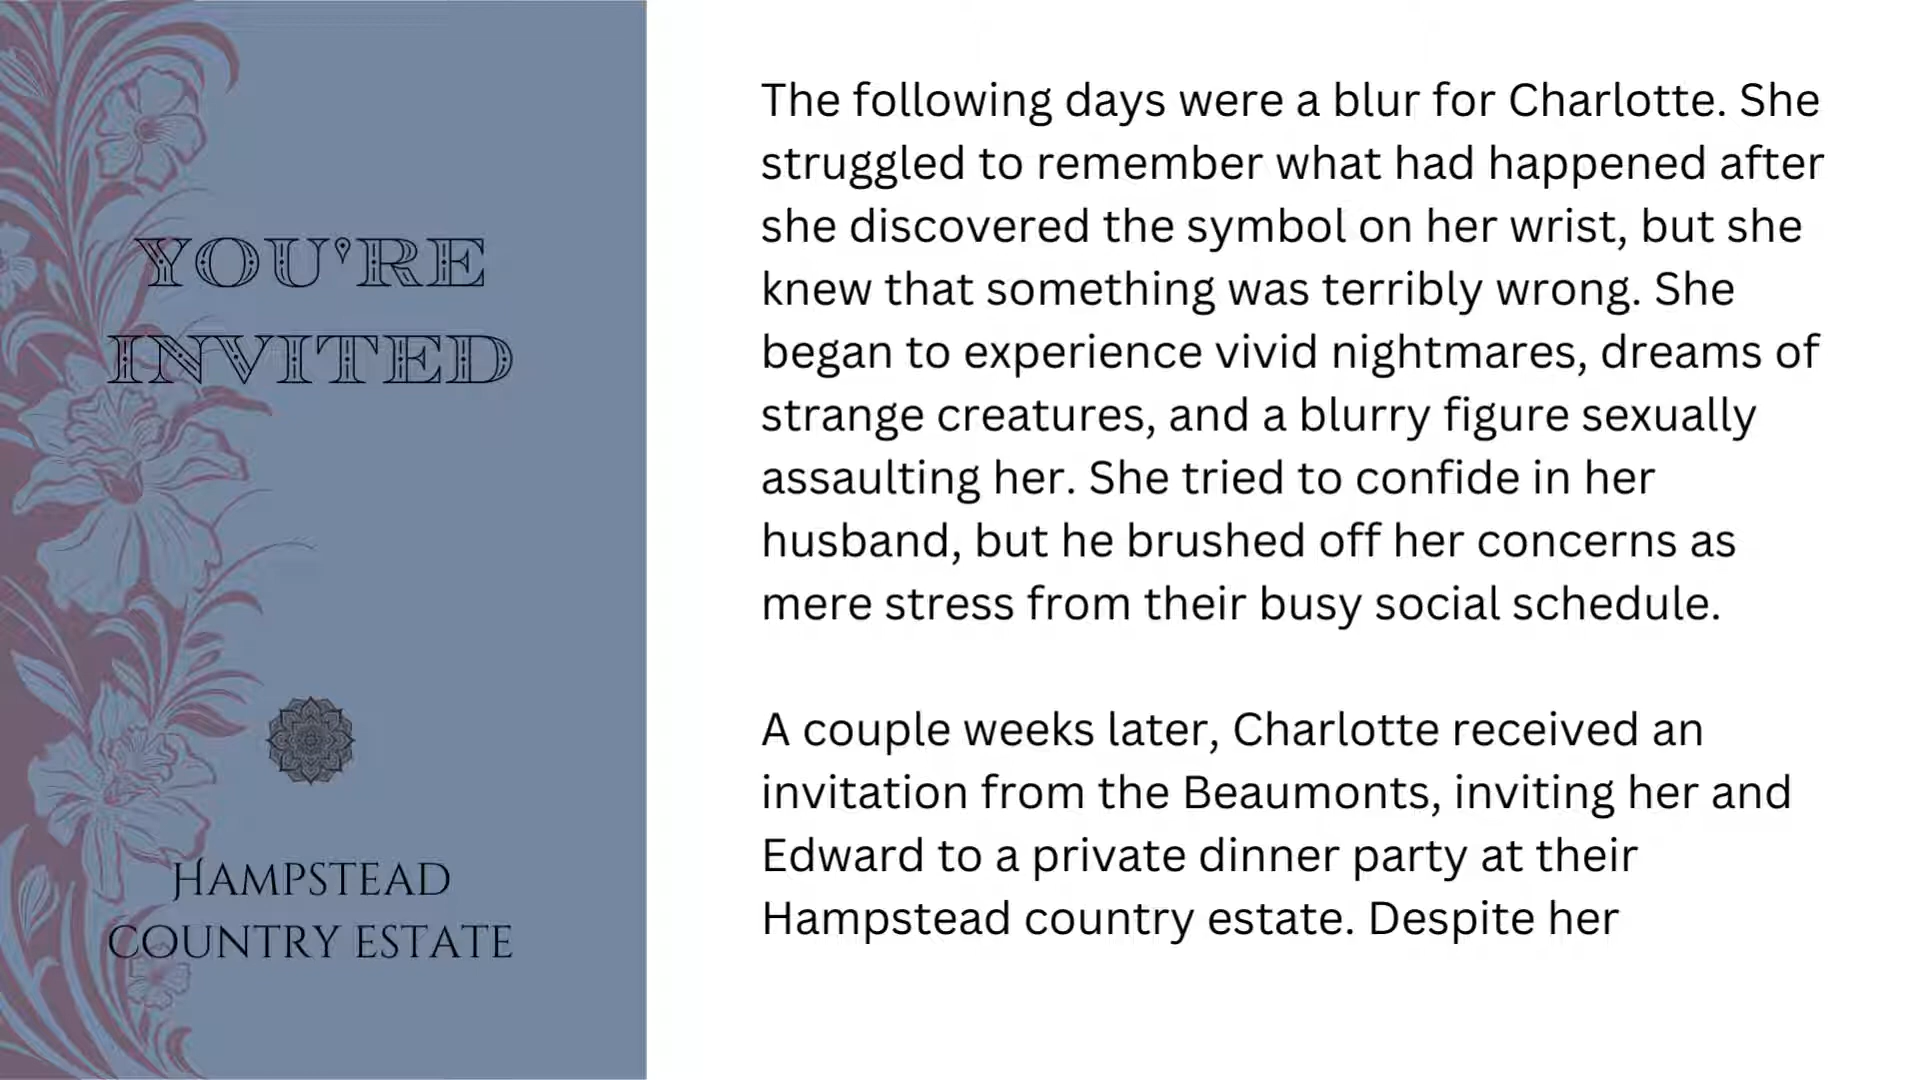 YOU'RE
INVITED
HAMPSTEAD
COUNTRY ESTATE
The following days were a blur for Charlotte. She
struggled to remember what had happened after
she discovered the symbol on her wrist, but she
knew that something was terribly wrong. She
began to experience vivid nightmares, dreams of
strange creatures, and a blurry figure sexually
assaulting her. She tried to confide in her
husband, but he brushed off her concerns as
mere stress from their busy social schedule.
A couple weeks later, Charlotte received an
invitation from the Beaumonts, inviting her and
Edward to a private dinner party at their
Hampstead country estate. Despite her